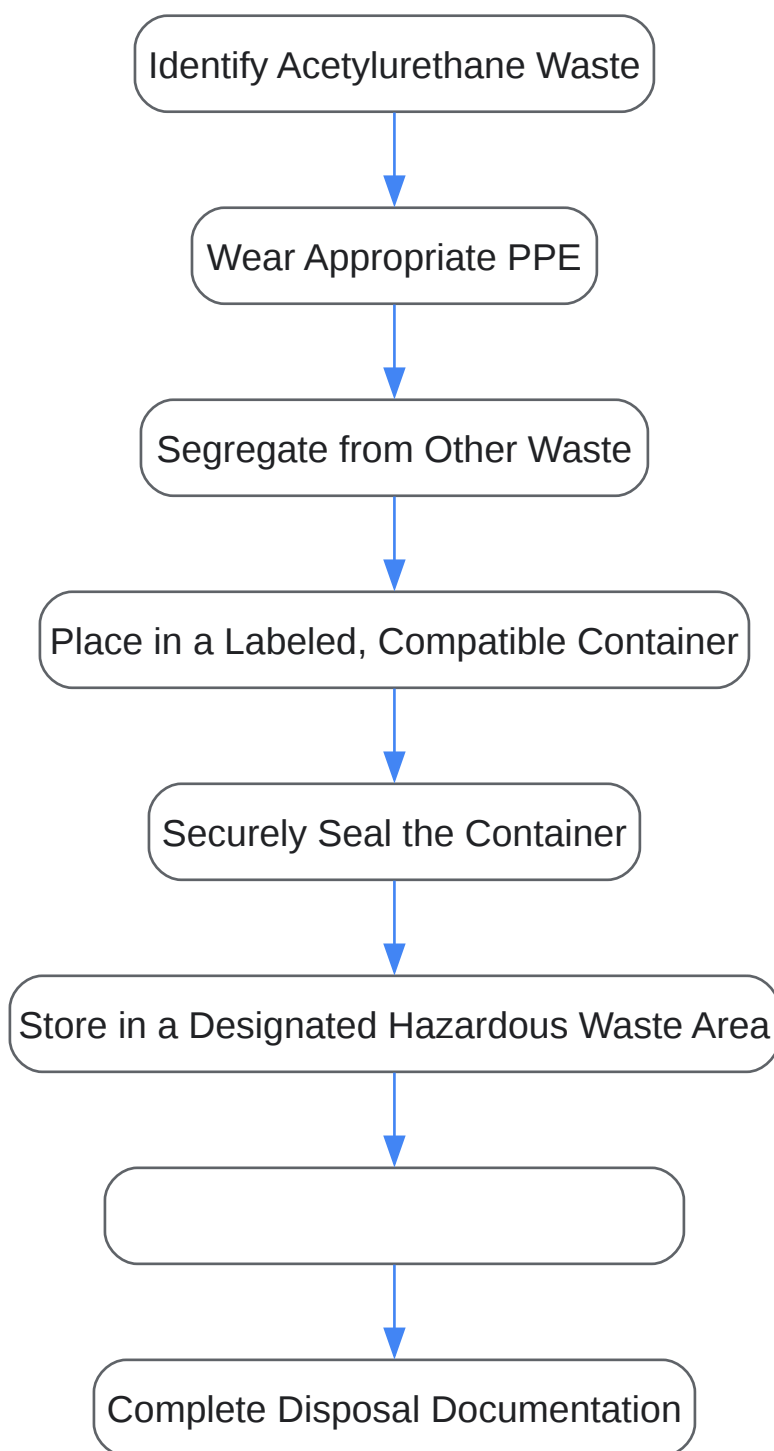 Identify Acetylurethane Waste
Wear Appropriate PPE
Segregate from Other Waste
Place in a Labeled, Compatible Container
Securely Seal the Container
Store in a Designated Hazardous Waste Area
Complete Disposal Documentation